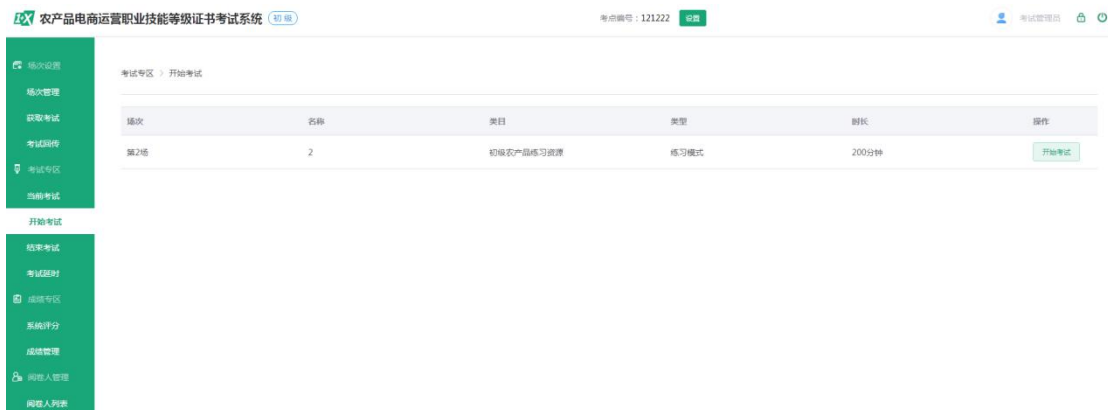 农产品电商运营职业技能等级证书考试系统 初级 考点编号：121222 设置 考试管理员
场次设置
场次管理
获取考试
考试回传
考试专区
当前考试
开始考试
结束考试
考试延时
成绩专区
系统评分
成绩管理
阅卷人管理
阅卷人列表
考试专区 > 开始考试
场次 名称 类目 类型 时长 操作
第2场 2 初级农产品练习资源 练习模式 200分钟 开始考试